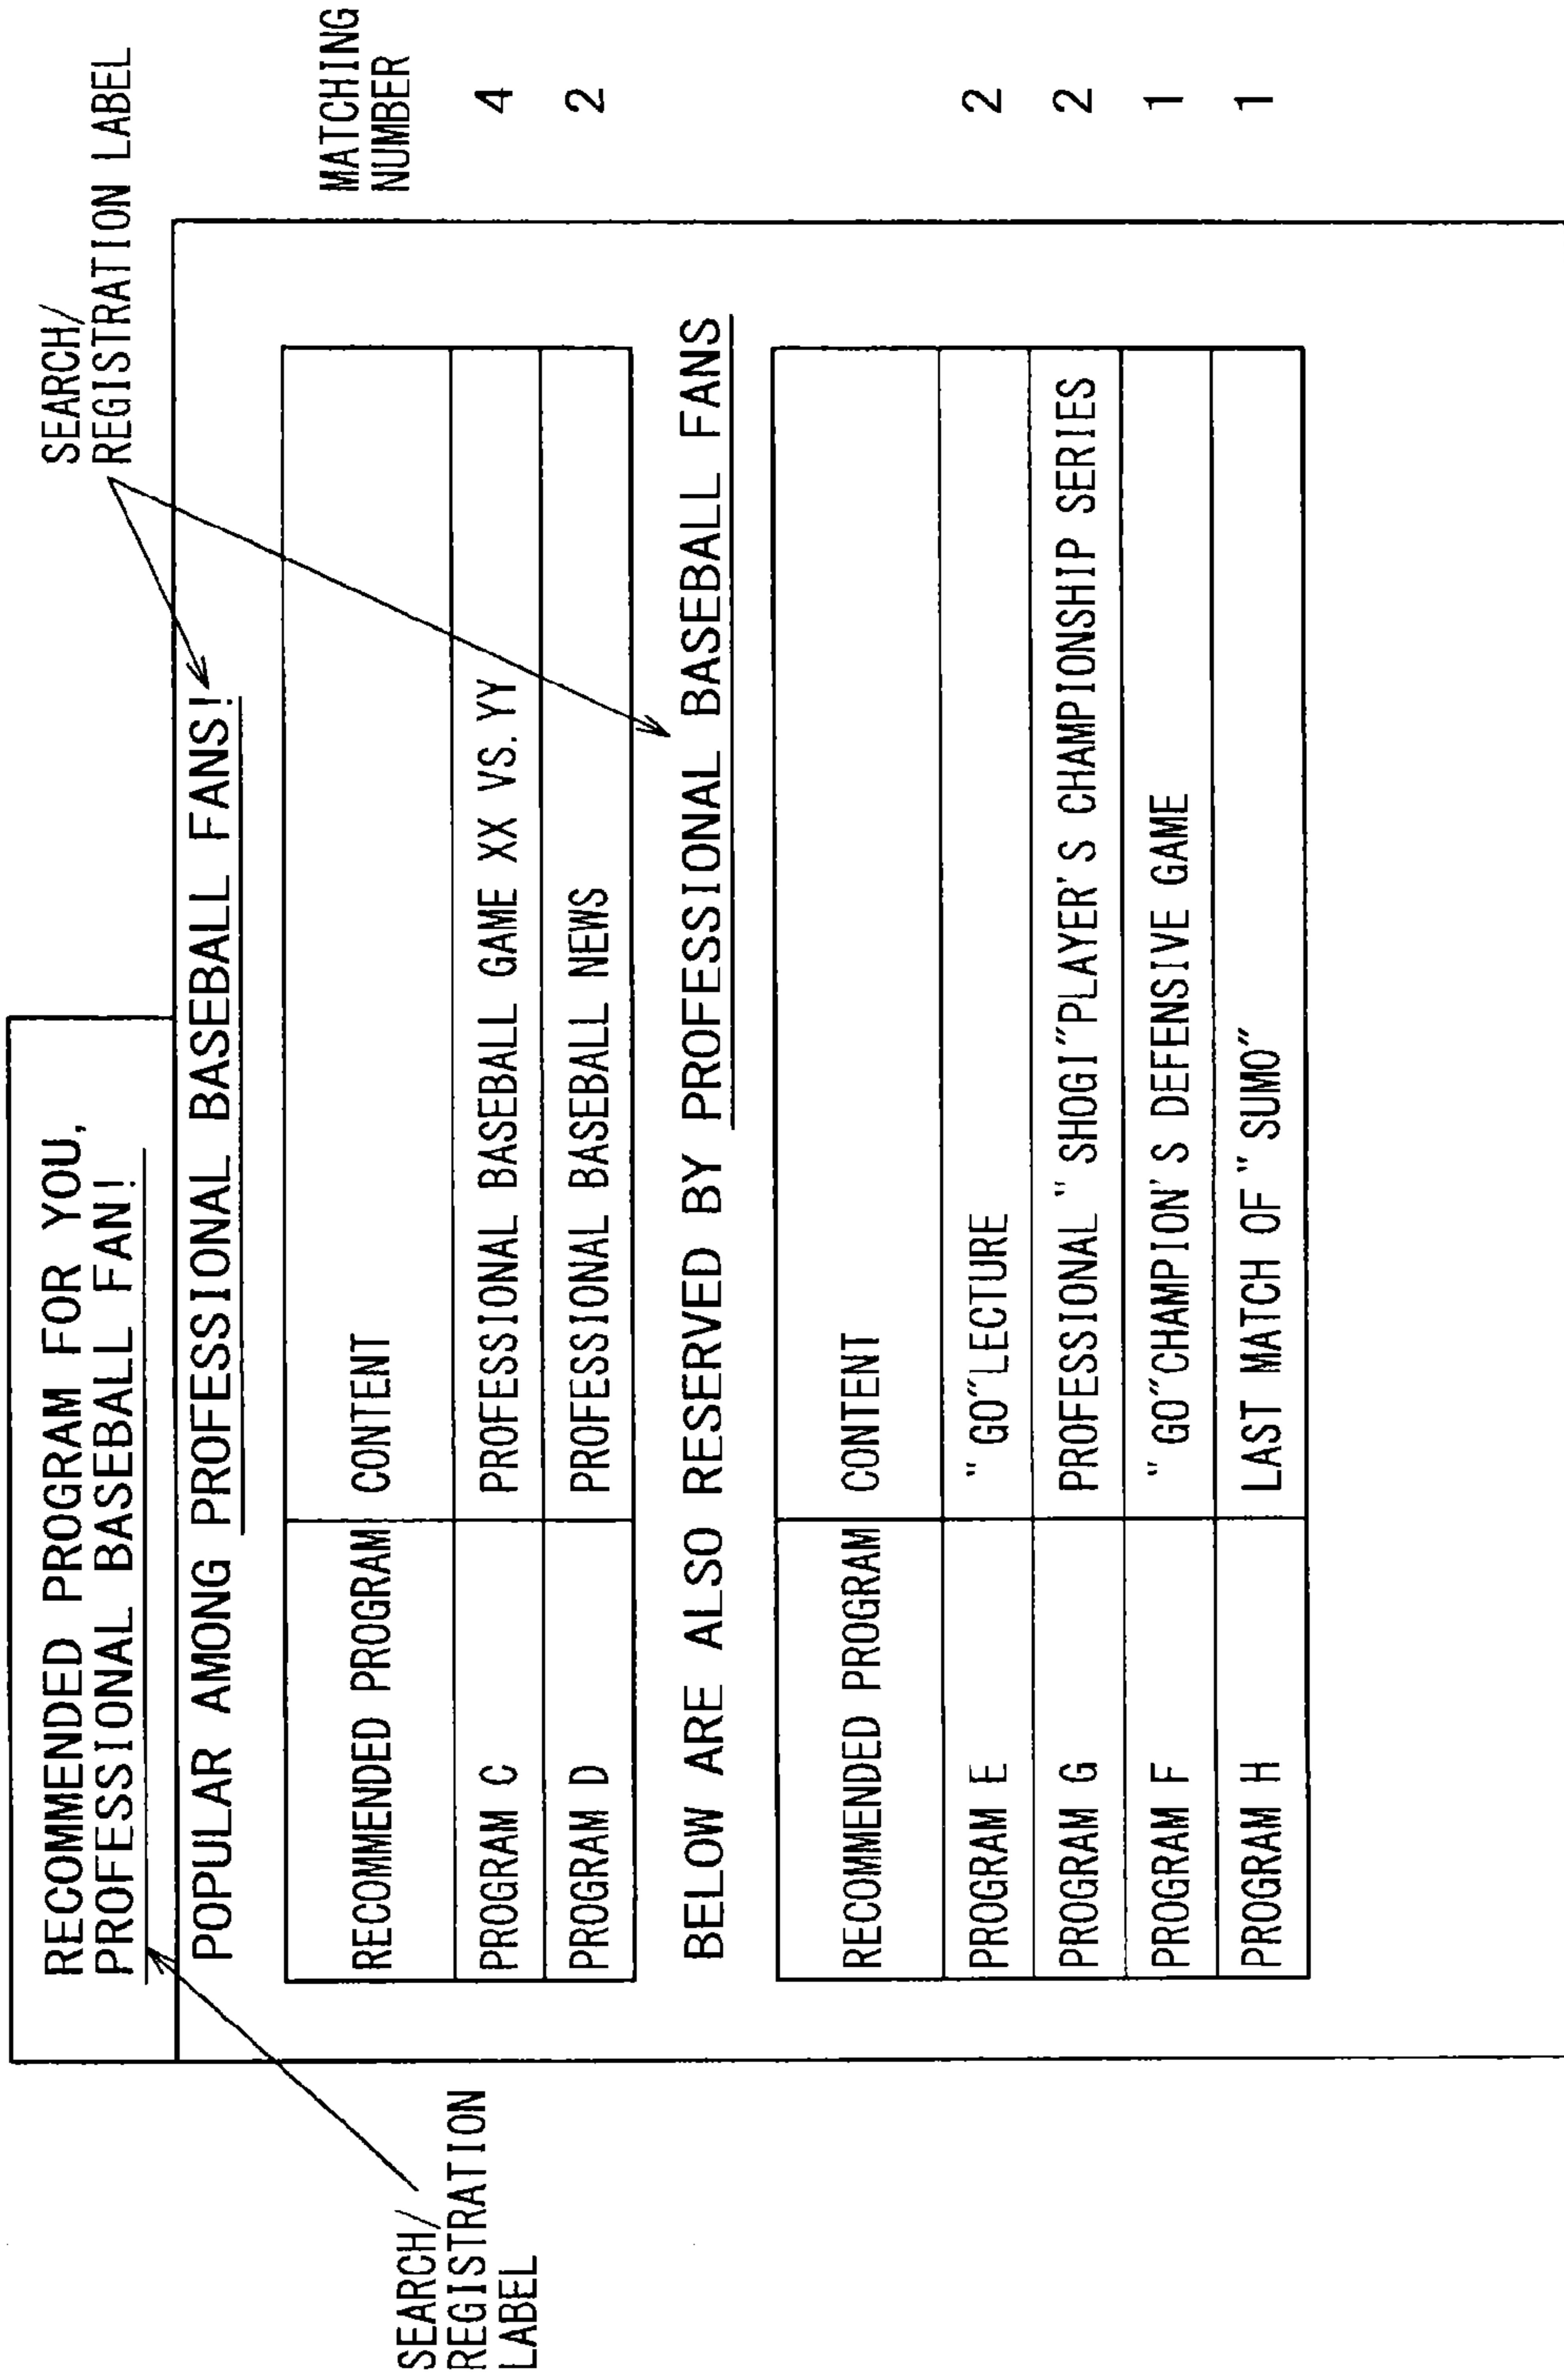 SEARCH/
REGISTRATION LABEL
RECOMMENDED PROGRAM FOR YOU,
PROFESSIONAL BASEBALL FAN!
SEARCH/
REGISTRATION
LABEL
POPULAR AMONG PROFESSIONAL BASEBALL FANS!
MATCHING
NUMBER
RECOMMENDED PROGRAM CONTENT
PROGRAM C PROFESSIONAL BASEBALL GAME XX VS. YY 4
PROGRAM D PROFESSIONAL BASEBALL NEWS 2
BELOW ARE ALSO RESERVED BY PROFESSIONAL BASEBALL FANS
RECOMMENDED PROGRAM CONTENT
PROGRAM E "GO"LECTURE 2
PROGRAM G PROFESSIONAL "SHOGI"PLAYER'S CHAMPIONSHIP SERIES 2
PROGRAM F "GO"CHAMPION'S DEFENSIVE GAME 1
PROGRAM H LAST MATCH OF "SUMO" 1